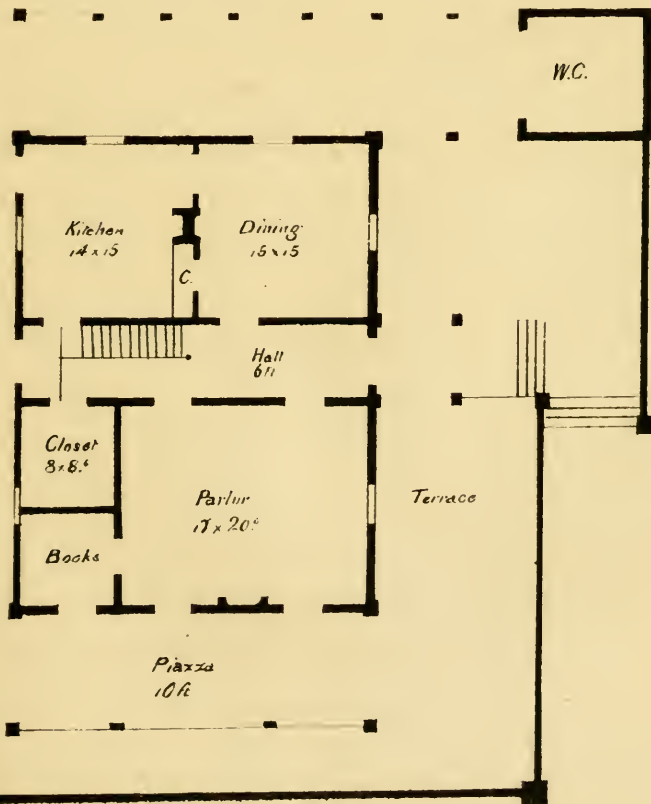 W.C.
Kitchen
14 x 15
Dining
15 x 15
C.
Hall
6 ft
Closet
8 x 8.6
Parlur
17 x 20.6
Terrace
Books
Piazza
10 ft